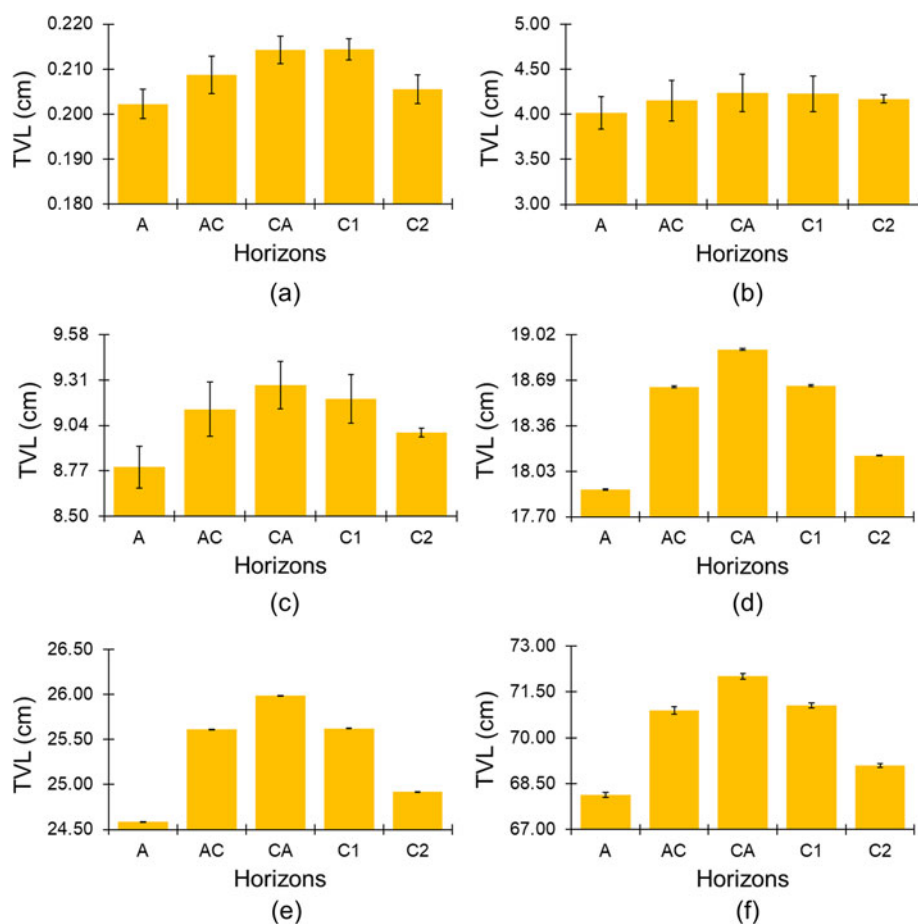 0.220
0.210
0.200
0.190
0.180
TVL (cm)
A AC CA C1 C2
Horizons
(a)
5.00
4.50
4.00
3.50
3.00
TVL (cm)
A AC CA C1 C2
Horizons
(b)
9.58
9.31
9.04
8.77
8.50
TVL (cm)
A AC CA C1 C2
Horizons
(c)
19.02
18.69
18.36
18.03
17.70
TVL (cm)
A AC CA C1 C2
Horizons
(d)
26.50
26.00
25.50
25.00
24.50
TVL (cm)
A AC CA C1 C2
Horizons
(e)
73.00
71.50
70.00
68.50
67.00
TVL (cm)
A AC CA C1 C2
Horizons
(f)